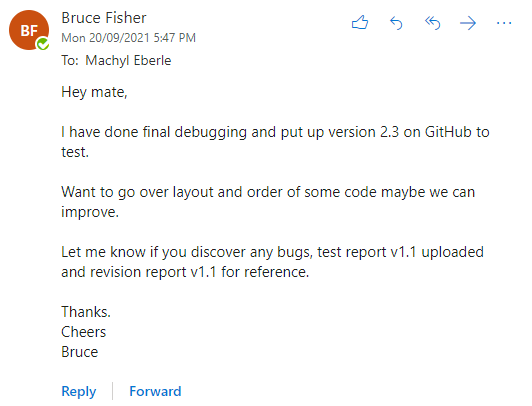 BF
Bruce Fisher
Mon 20/09/2021 5:47 PM
To: Machyl Eberle
Hey mate,
I have done final debugging and put up version 2.3 on GitHub to
test.
Want to go over layout and order of some code maybe we can
improve.
Let me know if you discover any bugs, test report v1.1 uploaded
and revision report v1.1 for reference.
Thanks.
Cheers
Bruce
Reply
Forward